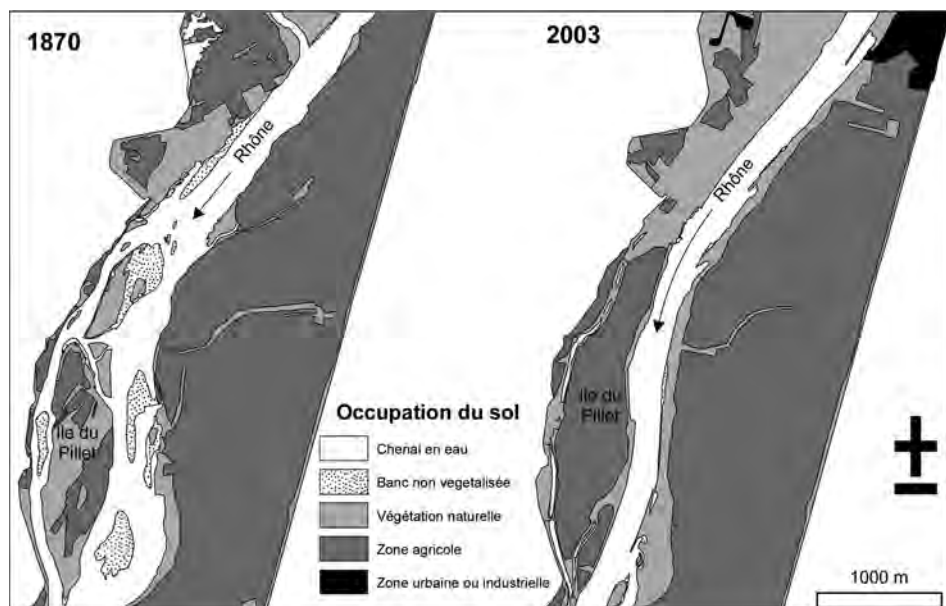 1870
2003
Rhône
Rhône
Ile du
Pillet
Ile du
Pillet
Occupation du sol
Chenal en eau
Banc non vegetalisée
Végétation naturelle
Zone agricole
Zone urbaine ou industrielle
1000 m